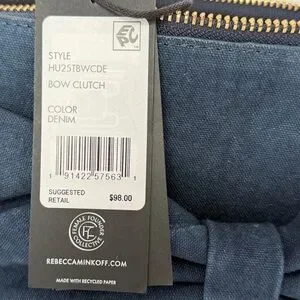 STYLE
HU25TBWCDE
BOW CLUTCH
COLOR
DENIM
1 91422 57563 1
SUGGESTED
RETAIL $98.00
FEMALE FOUNDER
COLLECTIVE
REBECCAMINKOFF.COM
MADE WITH RECYCLED PAPER